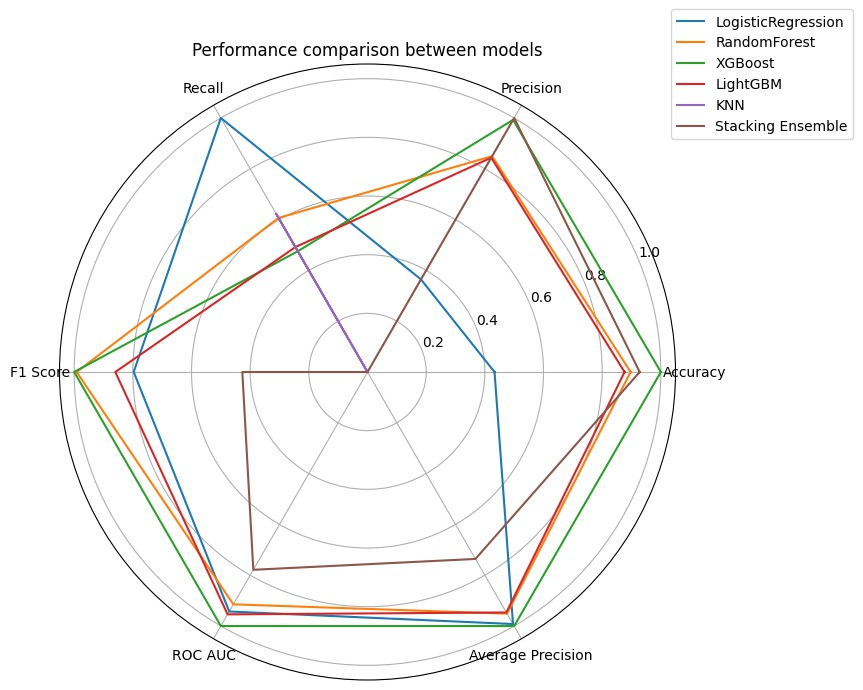 Performance comparison between models
LogisticRegression
RandomForest
XGBoost
LightGBM
KNN
Stacking Ensemble
Recall
Precision
1.0
0.8
0.6
0.4
0.2
F1 Score
Accuracy
ROC AUC
Average Precision